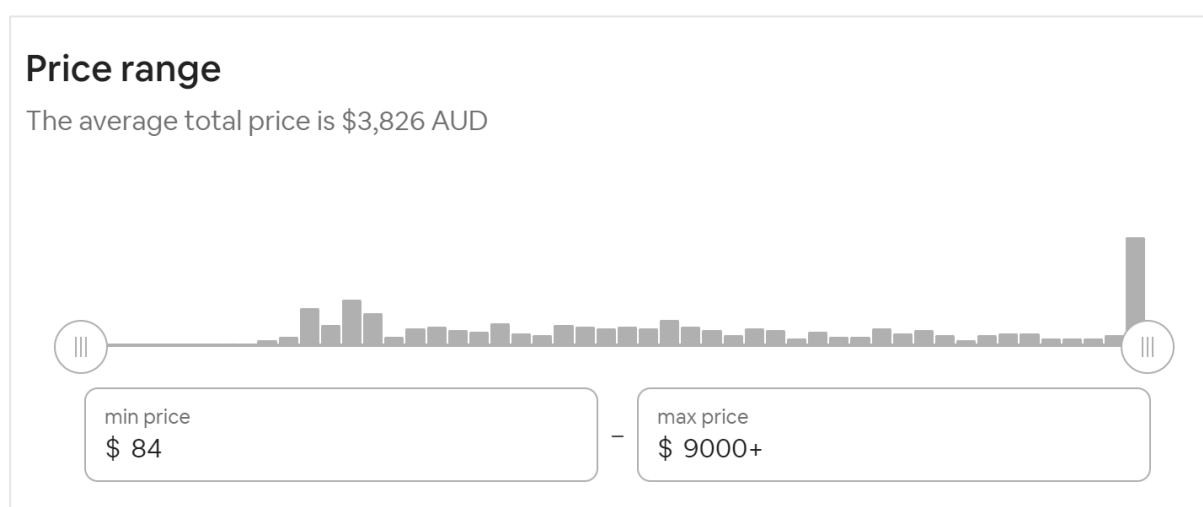 Price range
The average total price is $3,826 AUD
min price
$ 84
–
max price
$ 9000+